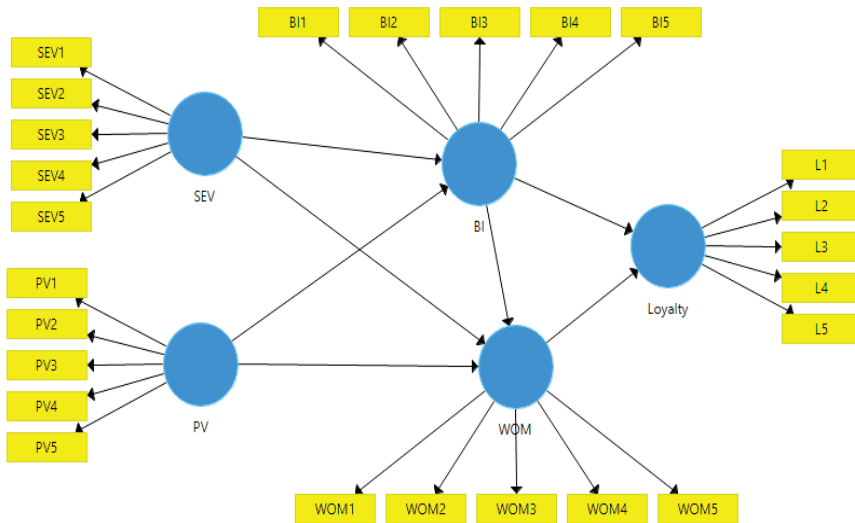 BI1
BI2
BI3
BI4
BI5
SEV1
SEV2
SEV3
SEV4
SEV5
SEV
BI
L1
L2
L3
L4
L5
Loyalty
PV1
PV2
PV3
PV4
PV5
PV
WOM
WOM1
WOM2
WOM3
WOM4
WOM5